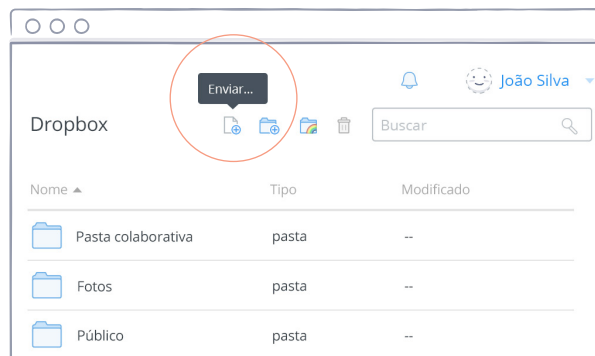 João Silva
Enviar...
Dropbox
Buscar
Nome Tipo Modificado
Pasta colaborativa pasta --
Fotos pasta --
Público pasta --